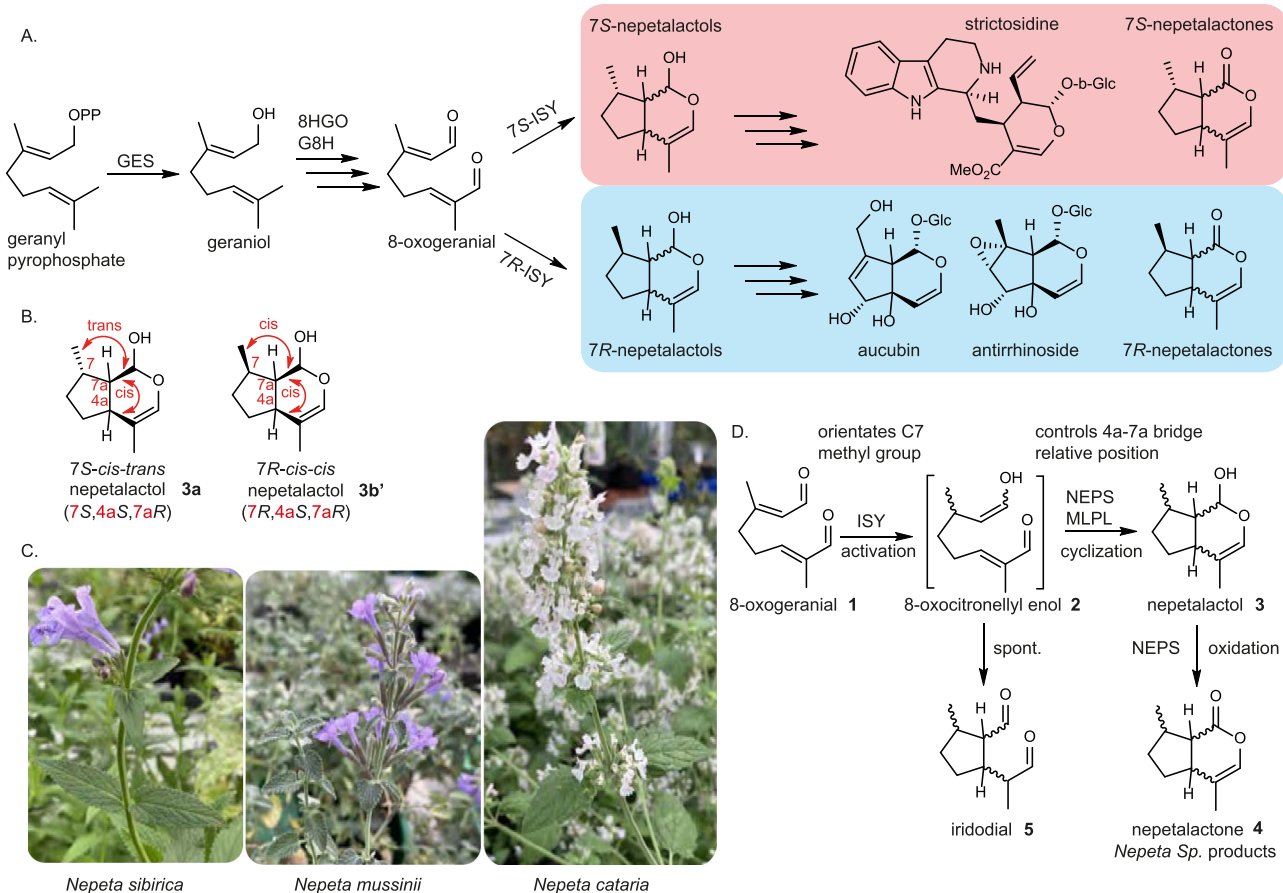 A.
OPP
geranyl
pyrophosphate
GES
OH
geraniol
8HGO
G8H
O
O
8-oxogeranial
7S-ISY
7R-ISY
7S-nepetalactols
H
OH
O
H
strictosidine
NH
N
H
H
O-b-Glc
O
MeO2C
7S-nepetalactones
H
O
O
H
H
OH
O
H
7R-nepetalactols
OH
O-Glc
H
O
HO
HO
aucubin
O-Glc
H
O
O
HO
HO
antirrhinoside
H
O
O
H
7R-nepetalactones
B.
trans
OH
7
H
7a
4a
cis
O
H
7S-cis-trans
nepetalactol 3a
(7S,4aS,7aR)
cis
OH
7
H
7a
4a
cis
O
H
7R-cis-cis
nepetalactol 3b'
(7R,4aS,7aR)
C.
Nepeta sibirica
Nepeta mussinii
Nepeta cataria
D.
orientates C7
methyl group
controls 4a-7a bridge
relative position
O
O
8-oxogeranial 1
ISY
activation
OH
O
8-oxocitronellyl enol 2
NEPS
MLPL
cyclization
H
OH
O
H
nepetalactol 3
spont.
NEPS
oxidation
H
O
O
H
iridodial 5
H
O
O
H
nepetalactone 4
Nepeta Sp. products